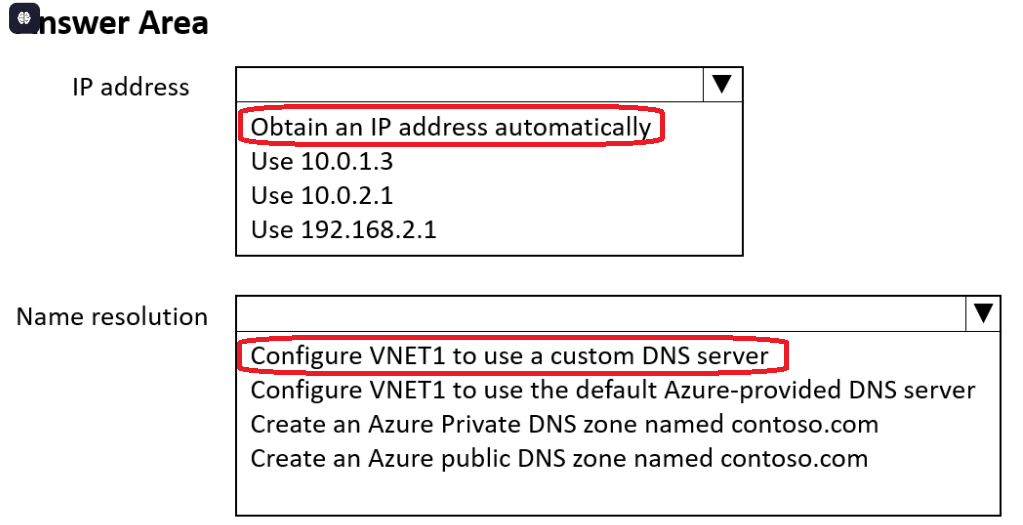 Answer Area
IP address
▼
Obtain an IP address automatically
Use 10.0.1.3
Use 10.0.2.1
Use 192.168.2.1
Name resolution
▼
Configure VNET1 to use a custom DNS server
Configure VNET1 to use the default Azure-provided DNS server
Create an Azure Private DNS zone named contoso.com
Create an Azure public DNS zone named contoso.com